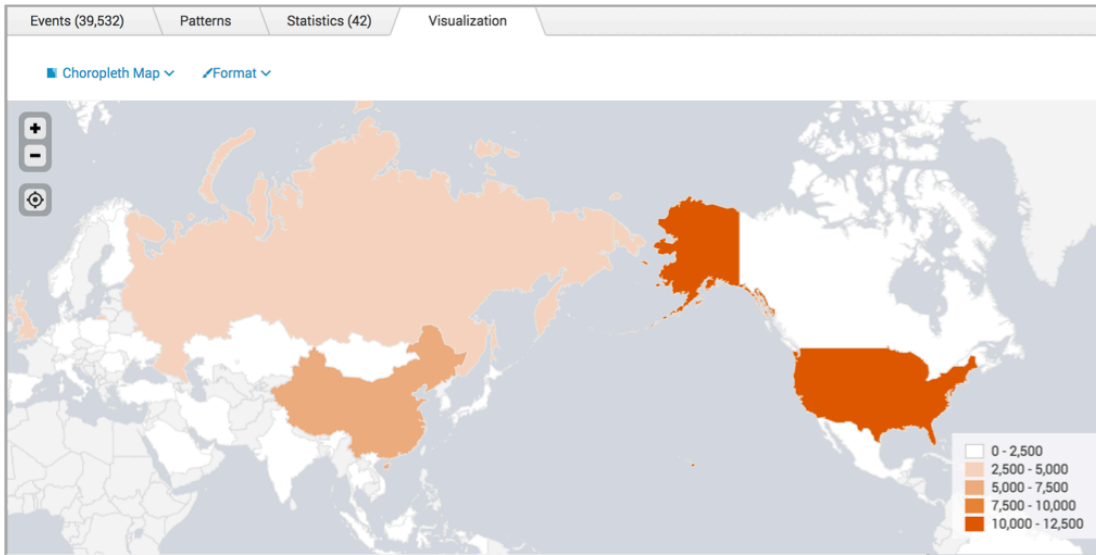 Events (39,532) Patterns Statistics (42) Visualization
Choropleth Map Format
+
−
0 - 2,500
2,500 - 5,000
5,000 - 7,500
7,500 - 10,000
10,000 - 12,500